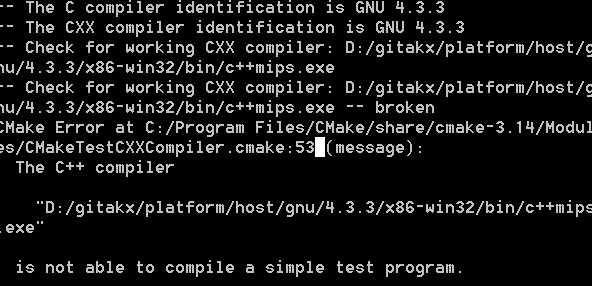 -- The C compiler identification is GNU 4.3.3
-- The CXX compiler identification is GNU 4.3.3
-- Check for working CXX compiler: D:/gitakx/platform/host/g
nu/4.3.3/x86-win32/bin/c++mips.exe
-- Check for working CXX compiler: D:/gitakx/platform/host/g
nu/4.3.3/x86-win32/bin/c++mips.exe -- broken
CMake Error at C:/Program Files/CMake/share/cmake-3.14/Modul
es/CMakeTestCXXCompiler.cmake:53 (message):
The C++ compiler
"D:/gitakx/platform/host/gnu/4.3.3/x86-win32/bin/c++mips
.exe"
is not able to compile a simple test program.